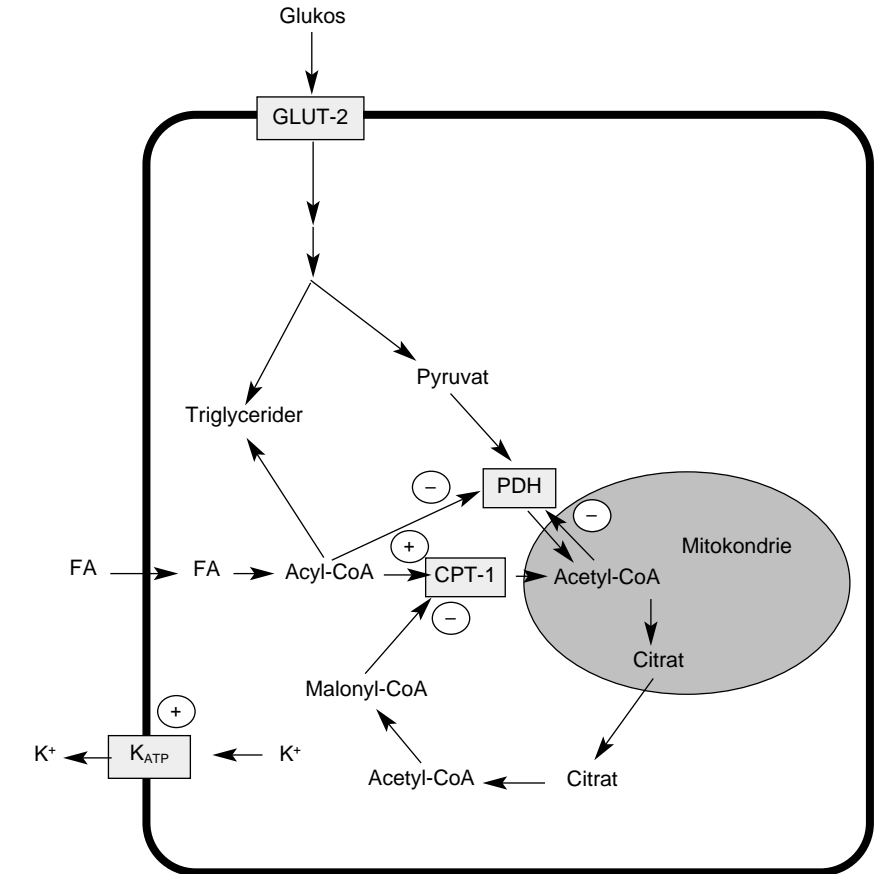 Glukos
GLUT-2
Pyruvat
Triglycerider
PDH
−
−
Mitokondrie
+
FA
FA
Acyl-CoA
CPT-1
Acetyl-CoA
−
Citrat
Malonyl-CoA
+
K⁺
K_ATP
K⁺
Acetyl-CoA
Citrat